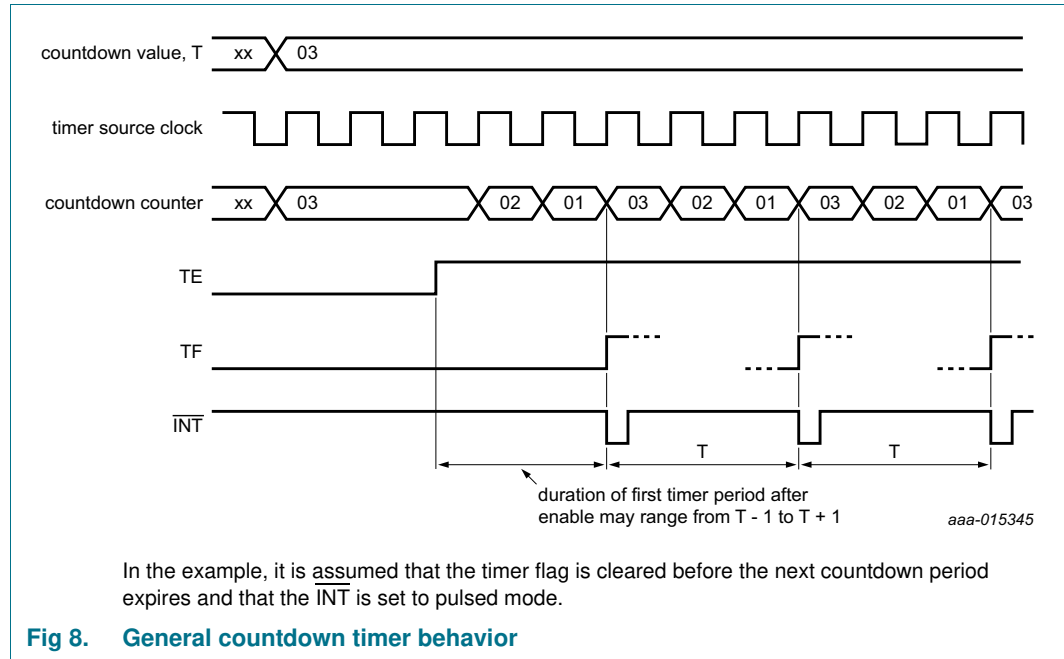 countdown value, T xx 03
timer source clock
countdown counter xx 03 02 01 03 02 01 03 02 01 03
TE
TF
INT
T T
duration of first timer period after
enable may range from T - 1 to T + 1
aaa-015345
In the example, it is assumed that the timer flag is cleared before the next countdown period
expires and that the INT is set to pulsed mode.
Fig 8. General countdown timer behavior